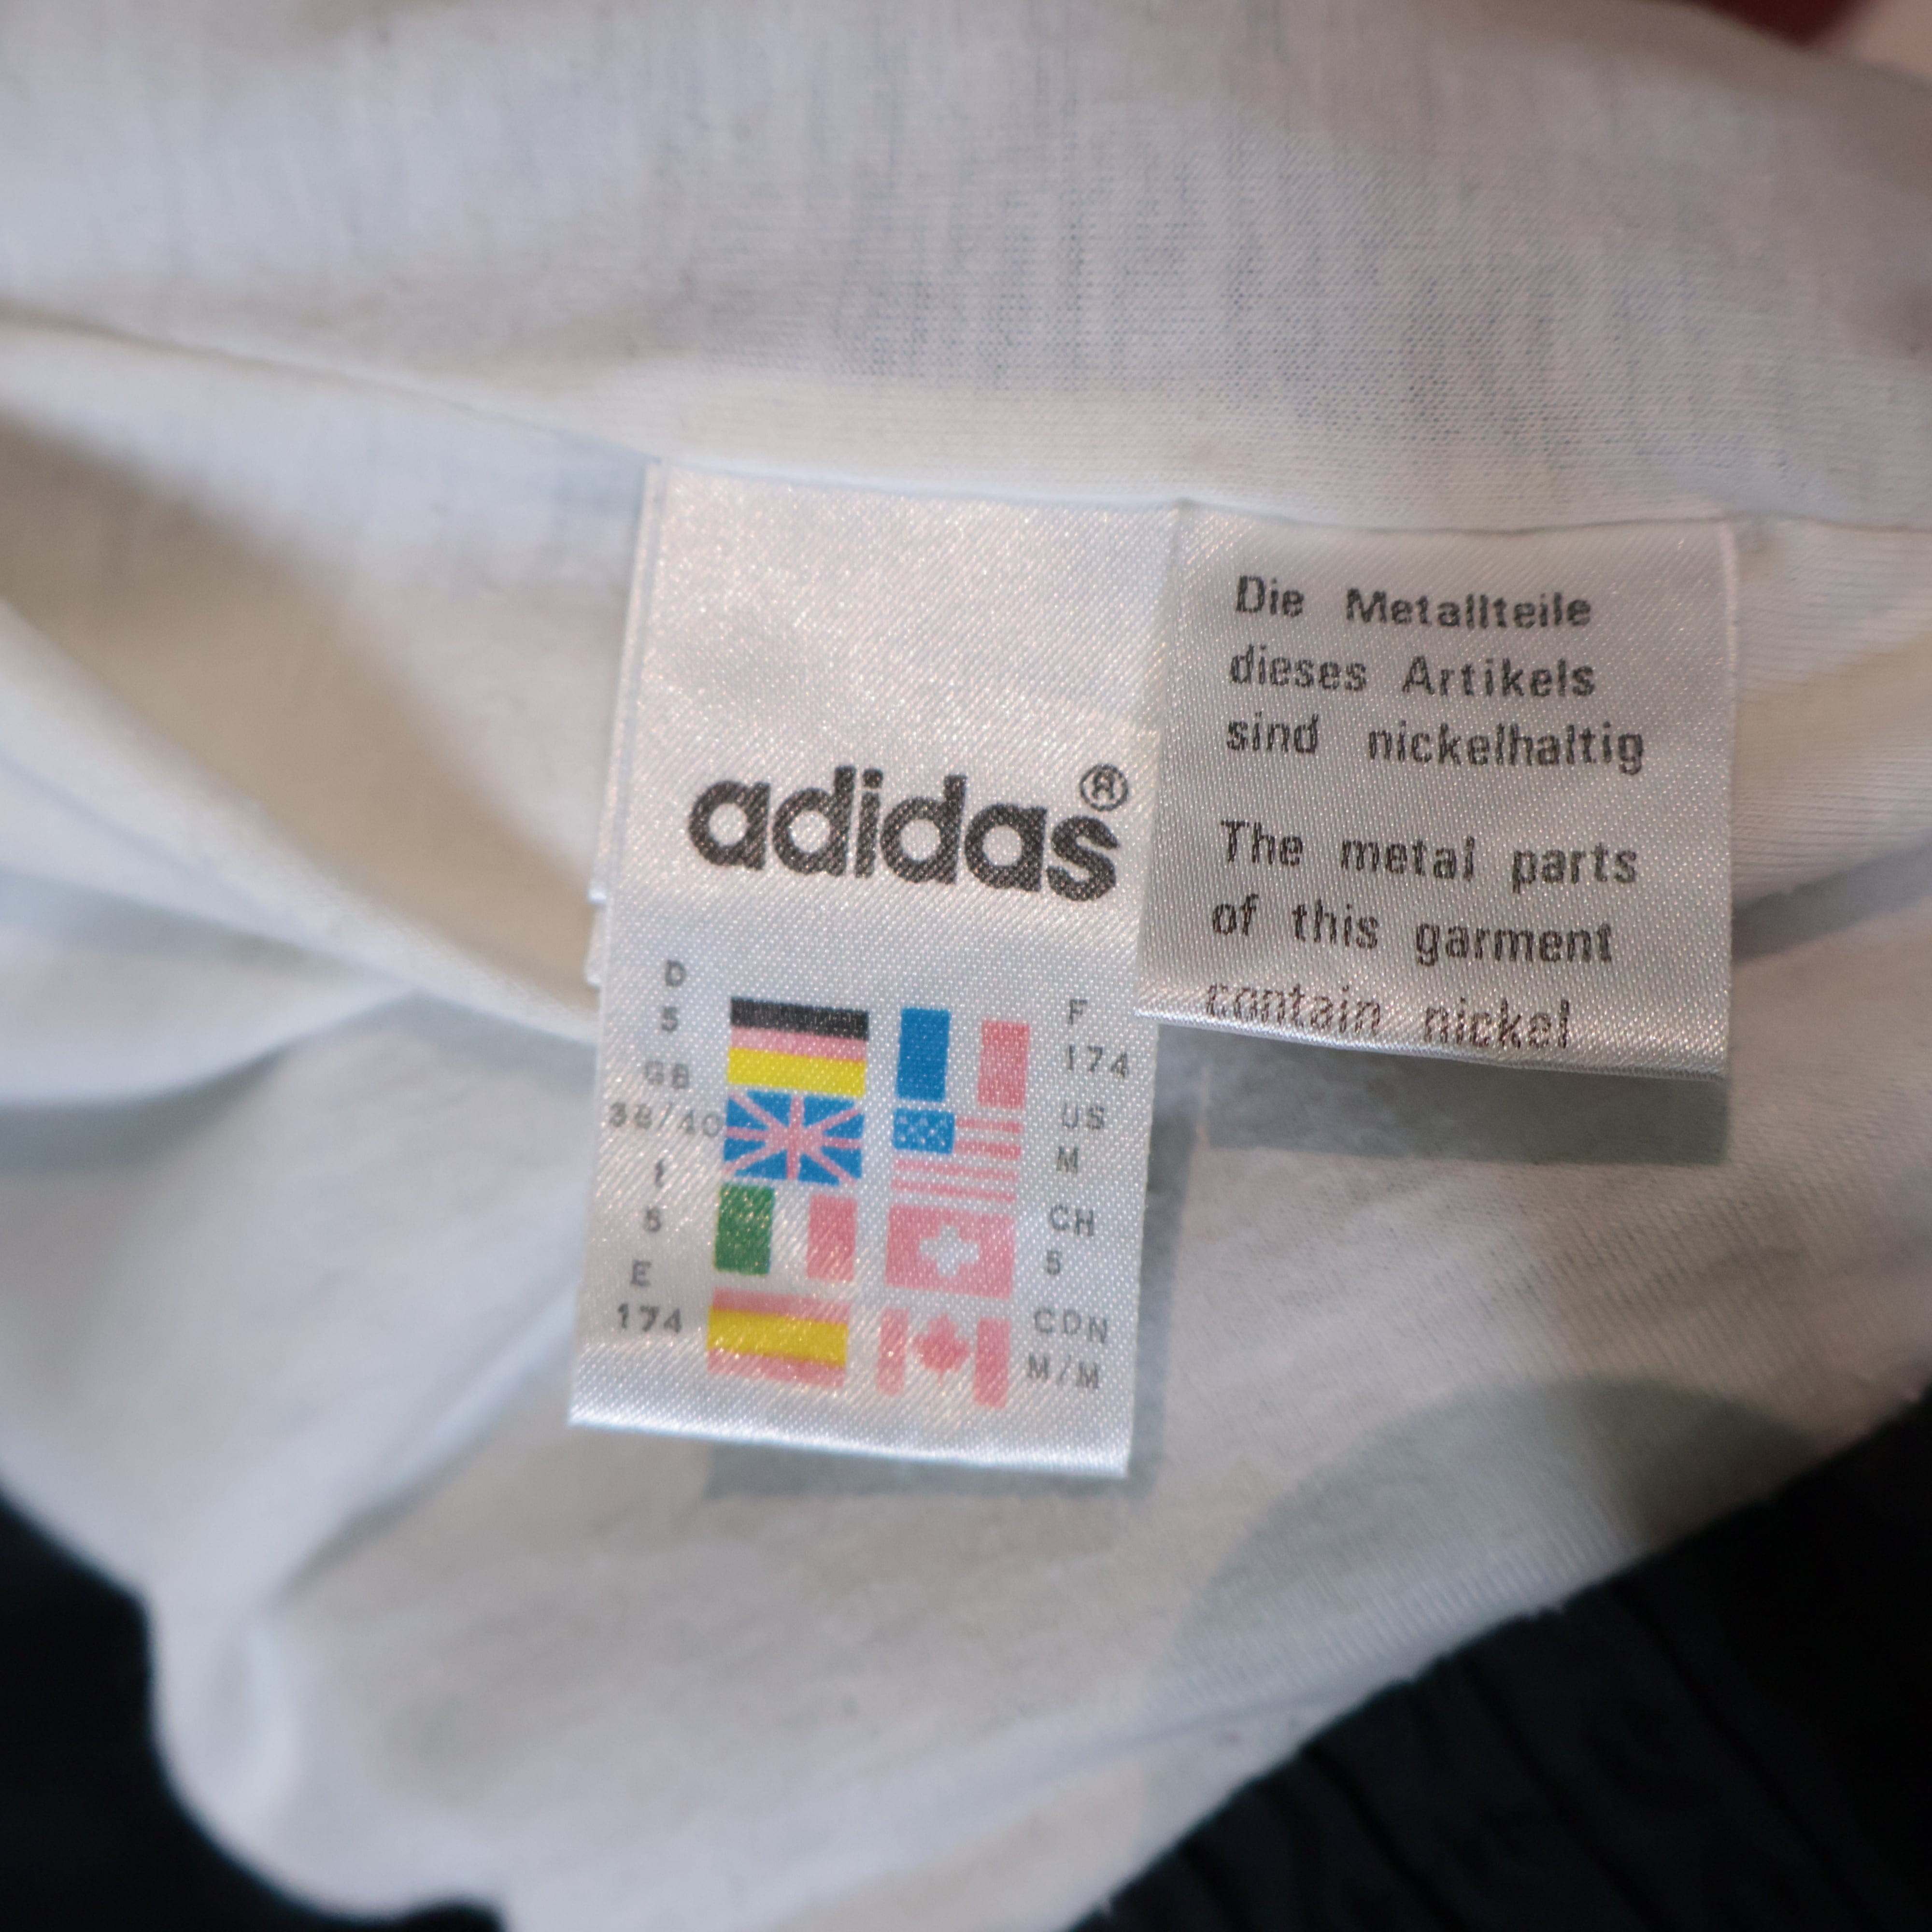 adidas®
D
5
GB
38/40
I
5
E
174
F
174
US
M
CH
5
CDN
M/M
Die Metallteile
dieses Artikels
sind nickelhaltig
The metal parts
of this garment
contain nickel